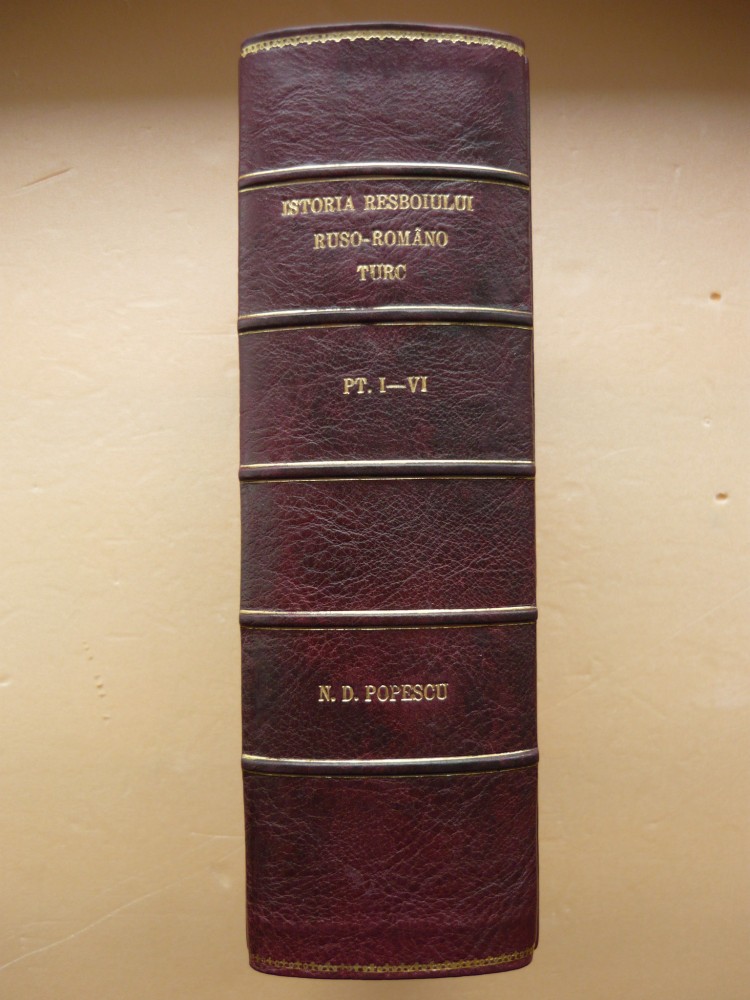 ISTORIA RESBOIULUI
RUSO-ROMÂNO
TURC
PT. I—VI
N. D. POPESCU